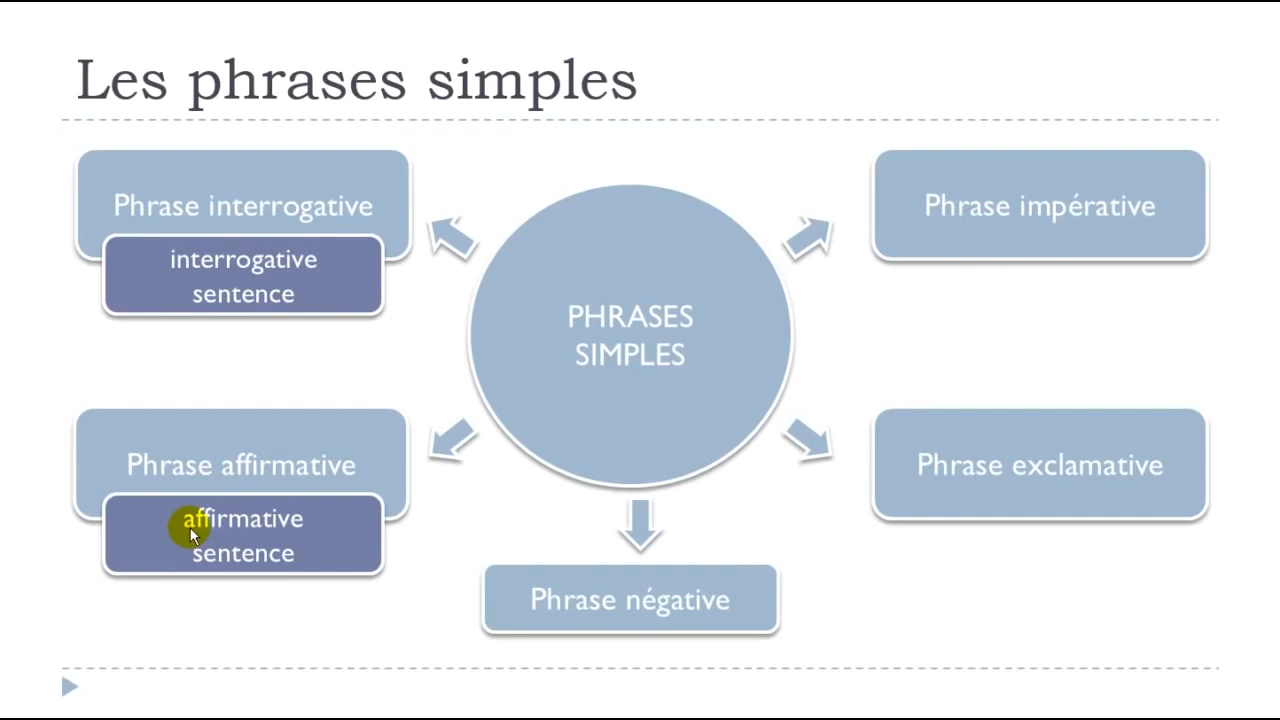 Les phrases simples
Phrase interrogative
interrogative
sentence
Phrase impérative
PHRASES
SIMPLES
Phrase affirmative
affirmative
sentence
Phrase exclamative
Phrase négative